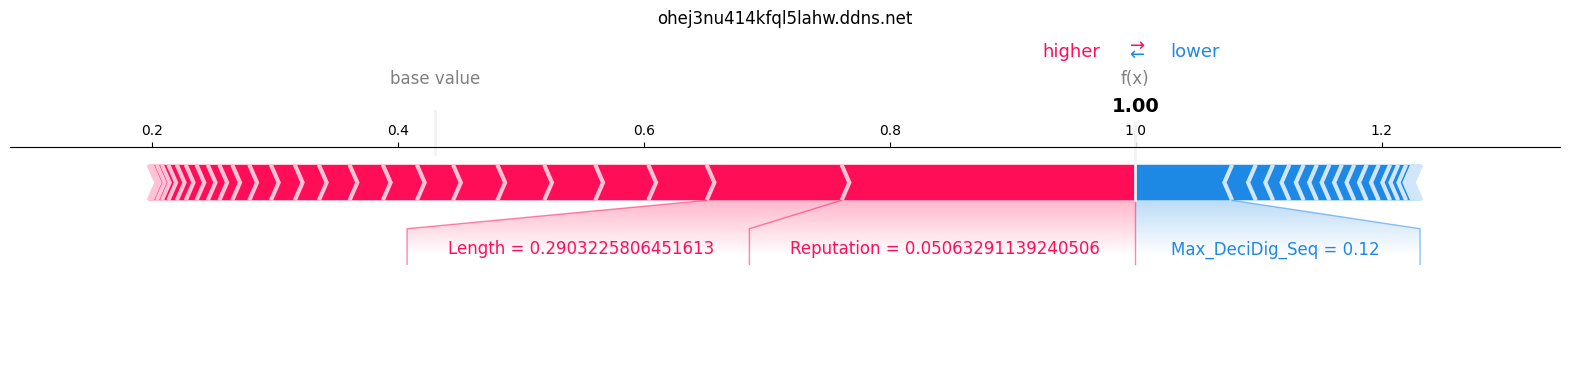 ohej3nu414kfql5lahw.ddns.net
higher → ← lower
base value f(x)
1.00
0.2 0.4 0.6 0.8 1.0 1.2
Length = 0.2903225806451613 Reputation = 0.05063291139240506 Max_DeciDig_Seq = 0.12